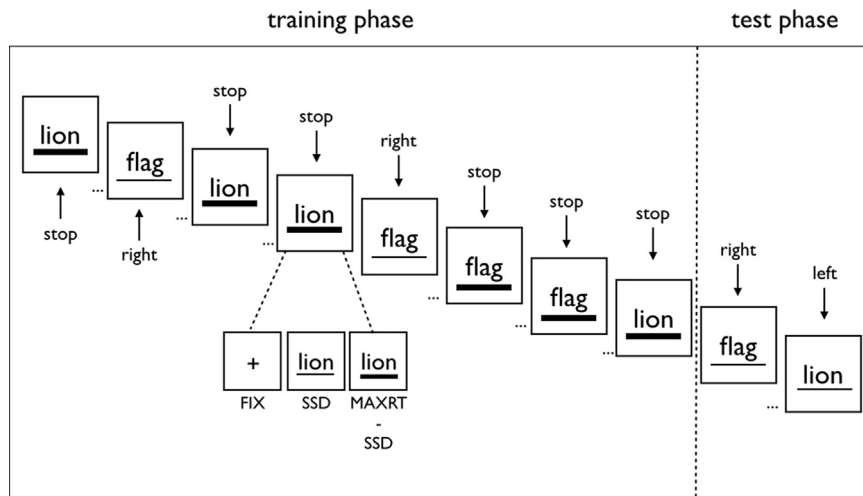 training phase
test phase
lion
stop
...
flag
right
...
stop
lion
...
stop
lion
right
flag
...
stop
flag
...
stop
flag
...
stop
lion
right
flag
...
left
lion
+
FIX
lion
SSD
lion
MAXRT
-
SSD